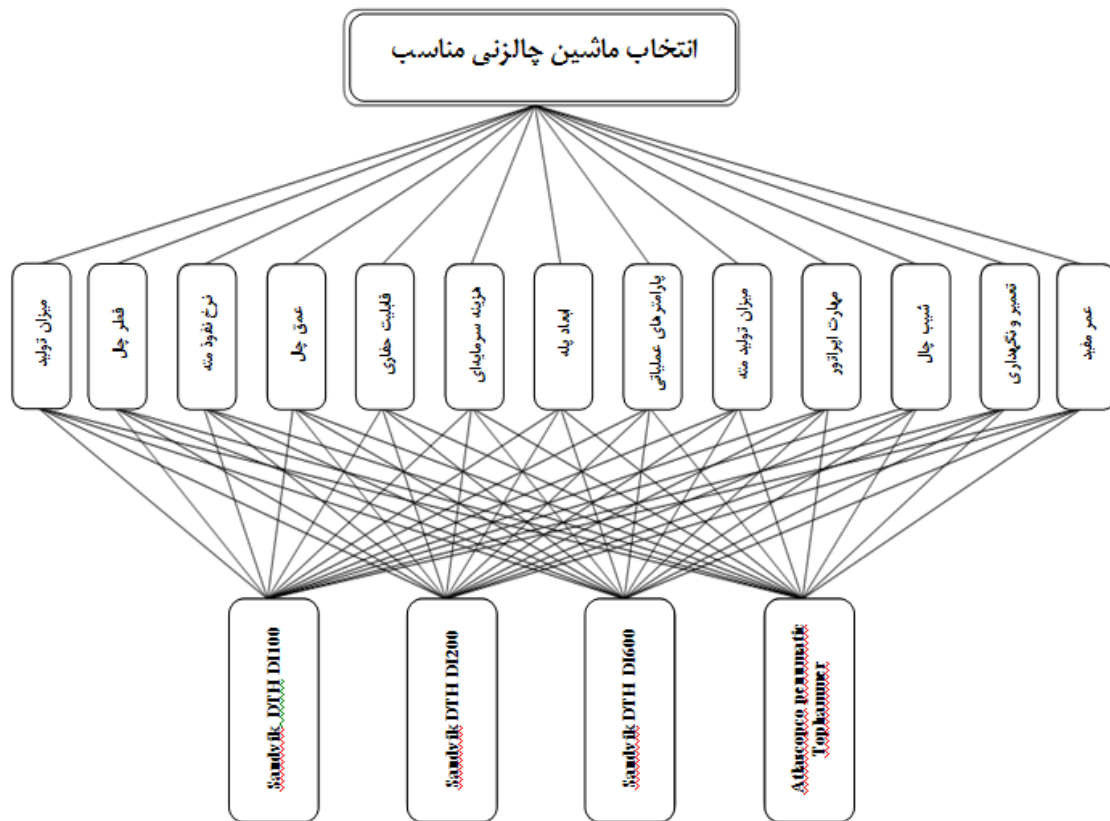 انتخاب ماشین چالزنی مناسب
عمر مفید
تعمیر و نگهداری
شیب چال
مهارت اپراتور
میزان تولید مته
پارامترهای عملیاتی
ابعاد پله
هزینه سرمایه‌ای
قابلیت حفاری
عمق چال
نرخ نفوذ مته
قطر چال
میزان تولید
Sandvik DTH DI100
Sandvik DTH DI200
Sandvik DTH DI600
Atlascopco penumatic
Tophammer